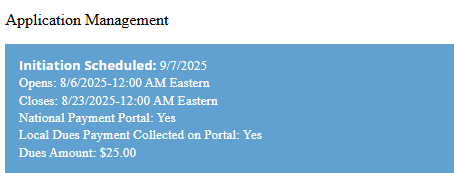 Application Management
Initiation Scheduled: 9/7/2025
Opens: 8/6/2025-12:00 AM Eastern
Closes: 8/23/2025-12:00 AM Eastern
National Payment Portal: Yes
Local Dues Payment Collected on Portal: Yes
Dues Amount: $25.00